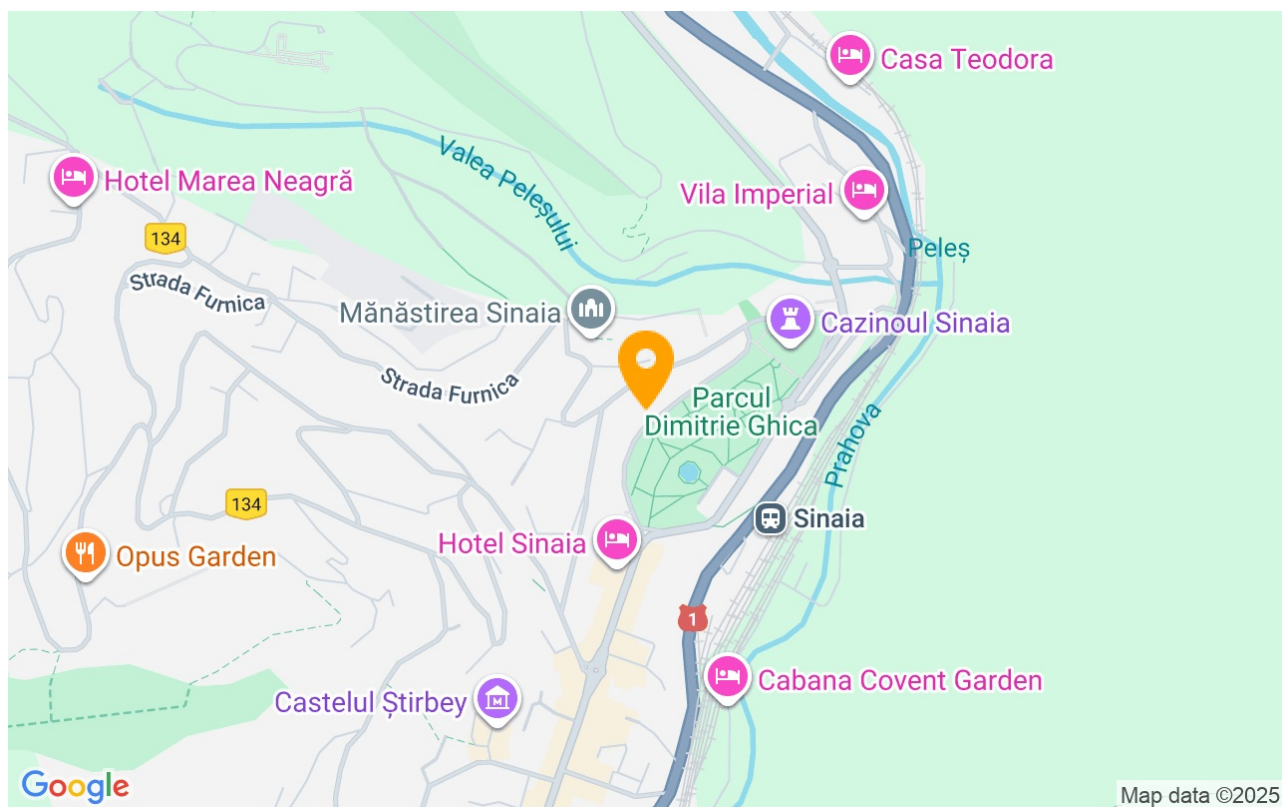 Casa Teodora
Valea Peleșului
Hotel Marea Neagră
Vila Imperial
134
Peleș
Strada Furnica
Mănăstirea Sinaia
Cazinoul Sinaia
Strada Furnica
Parcul
Dimitrie Ghica
Prahova
134
Sinaia
Hotel Sinaia
Opus Garden
1
Cabana Covent Garden
Castelul Știrbey
M
Google
Map data ©2025